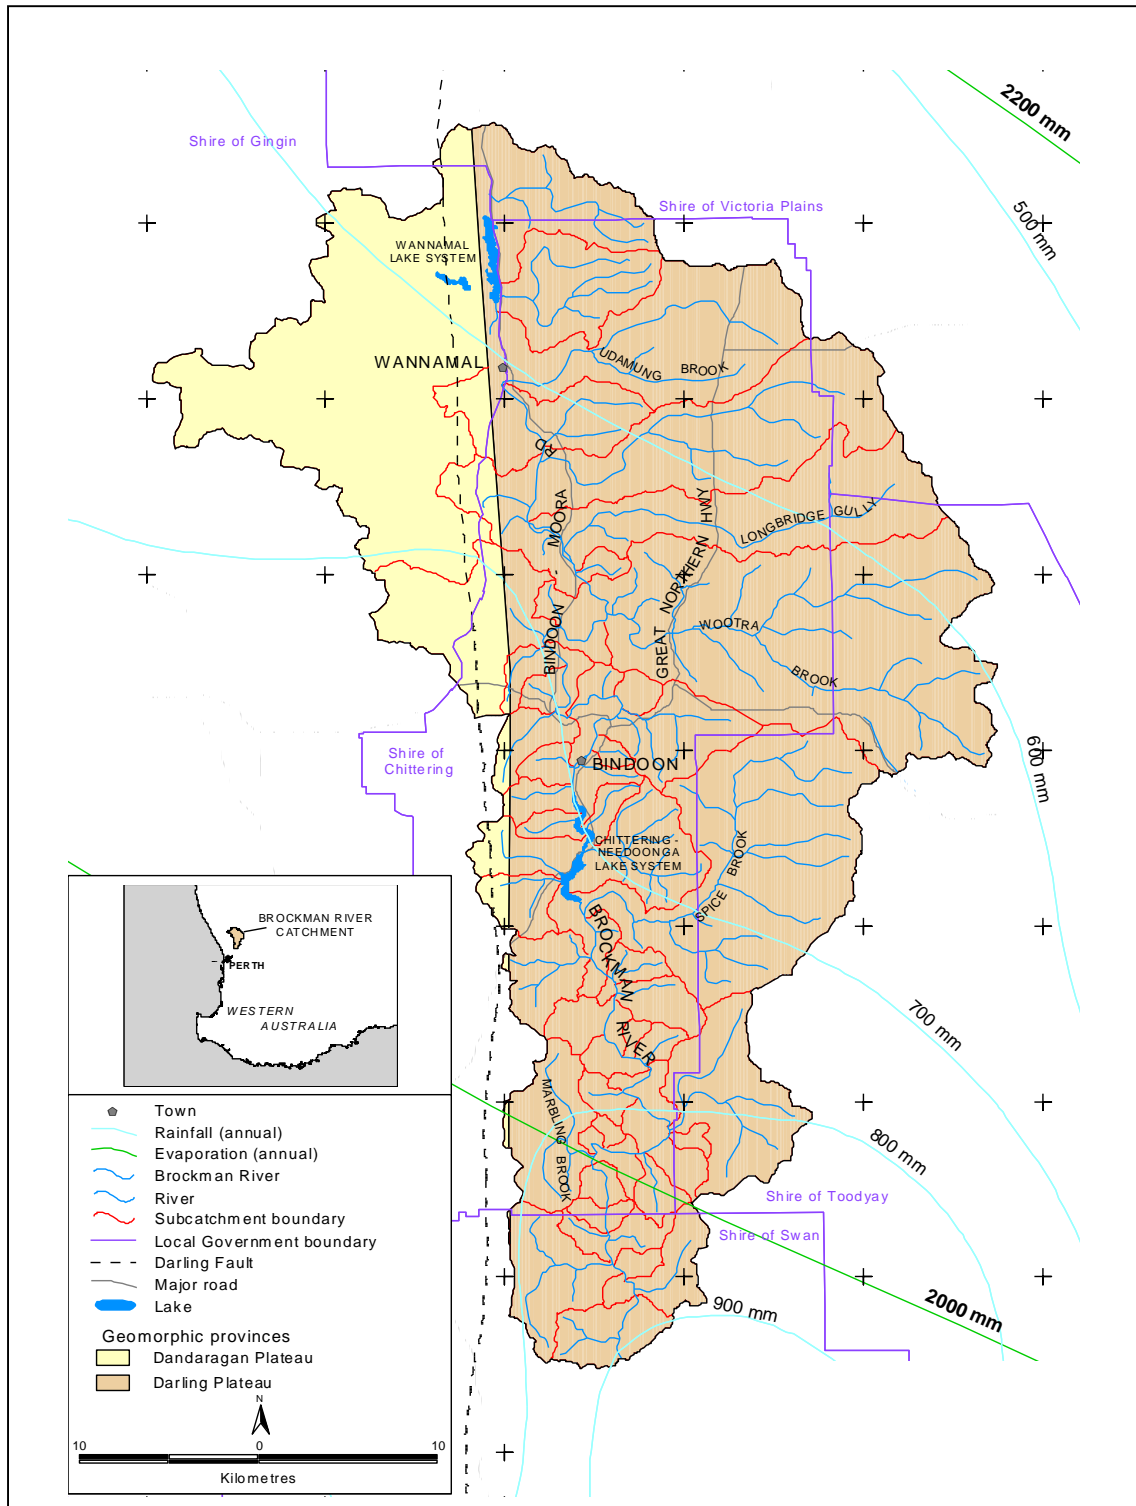 2200 mm
Shire of Gingin
500 mm
Shire of Victoria Plains
WANNAMAL
LAKE SYSTEM
WANNAMAL
UDAMUNG BROOK
RD
BINDOON - MOORA
GREAT NORTHERN HWY
LONGBRIDGE GULLY
WOOTRA
BROOK
Shire of
Chittering
BINDOON
600 mm
CHITTERING -
NEEDOONGA
LAKE SYSTEM
SPICE BROOK
BROCKMAN
RIVER
700 mm
MARBLING BROOK
800 mm
Shire of Toodyay
Shire of Swan
900 mm
2000 mm
BROCKMAN RIVER
CATCHMENT
PERTH
WESTERN
AUSTRALIA
Town
Rainfall (annual)
Evaporation (annual)
Brockman River
River
Subcatchment boundary
Local Government boundary
Darling Fault
Major road
Lake
Geomorphic provinces
Dandaragan Plateau
Darling Plateau
N
10 0 10
Kilometres